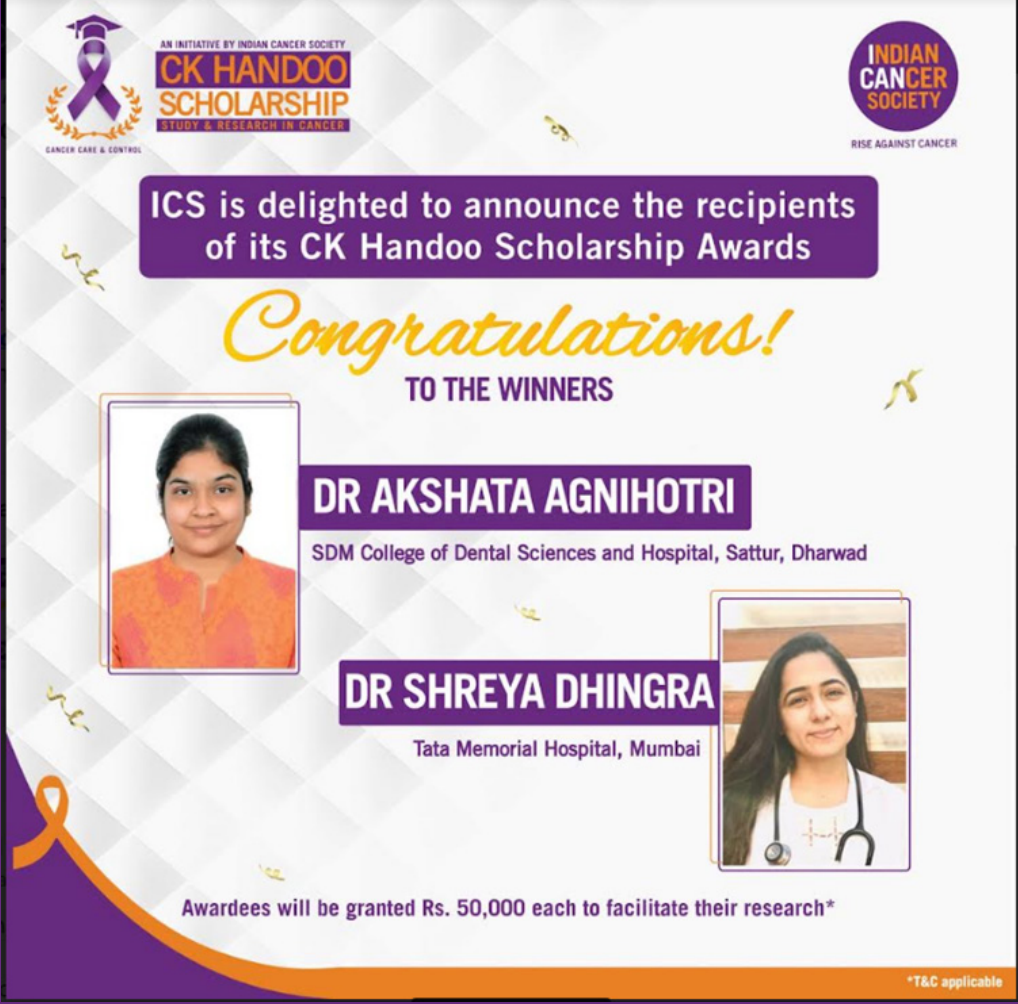 AN INITIATIVE BY INDIAN CANCER SOCIETY
CK HANDOO
SCHOLARSHIP
STUDY & RESEARCH IN CANCER
CANCER CARE & CONTROL
INDIAN
CANCER
SOCIETY
RISE AGAINST CANCER
ICS is delighted to announce the recipients
of its CK Handoo Scholarship Awards
Congratulations!
TO THE WINNERS
DR AKSHATA AGNIHOTRI
SDM College of Dental Sciences and Hospital, Sattur, Dharwad
DR SHREYA DHINGRA
Tata Memorial Hospital, Mumbai
Awardees will be granted Rs. 50,000 each to facilitate their research*
*T&C applicable